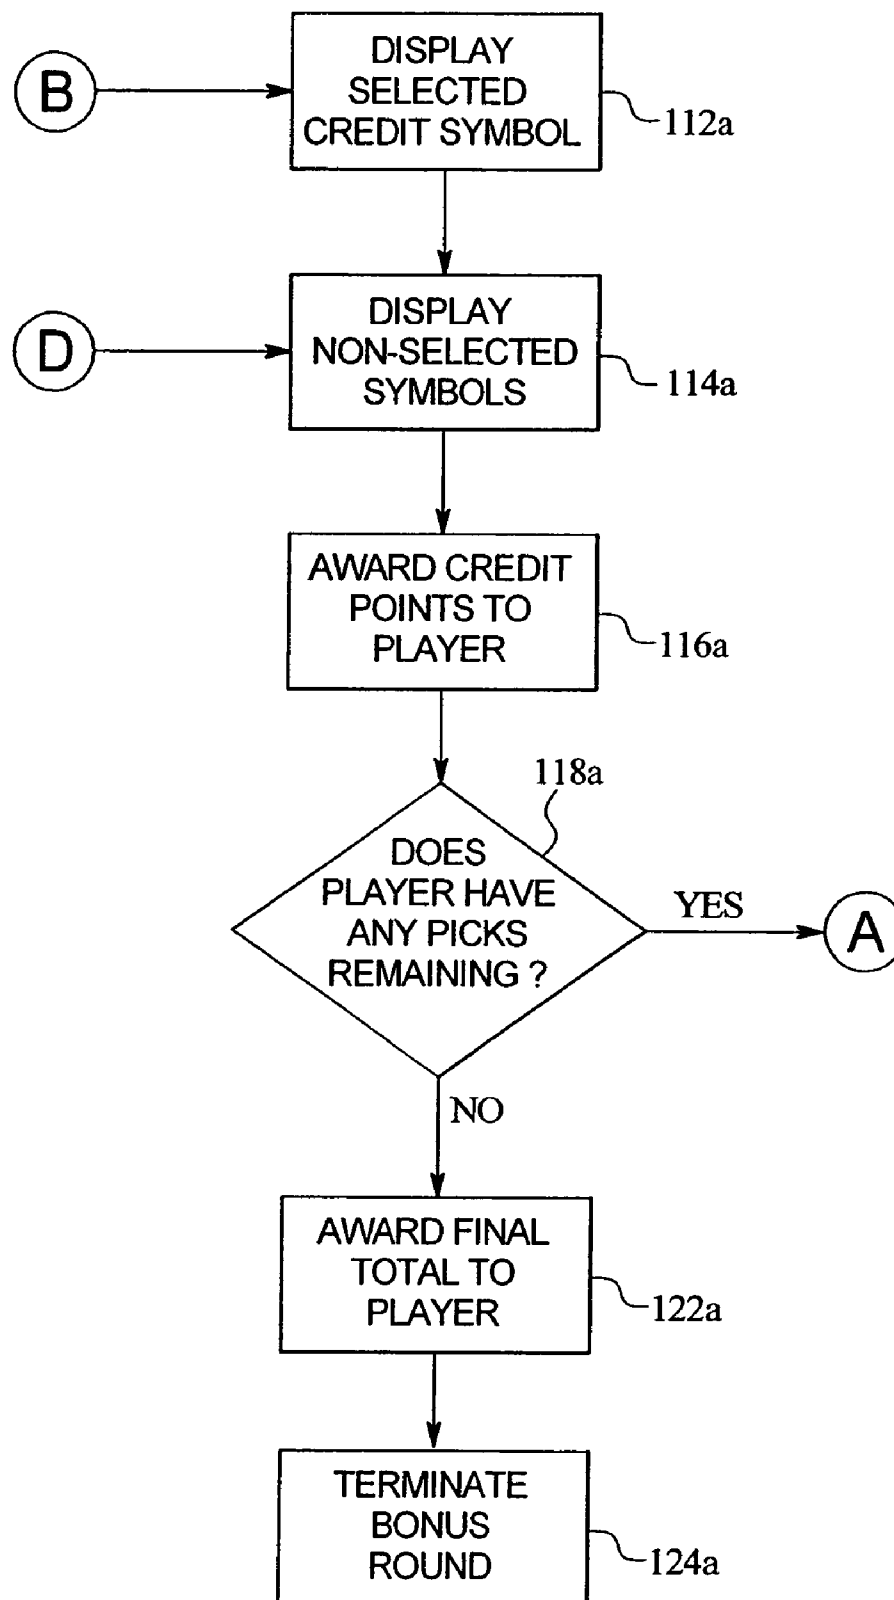 DISPLAY
SELECTED
CREDIT SYMBOL
B
112a
DISPLAY
NON-SELECTED
SYMBOLS
D
114a
AWARD CREDIT
POINTS TO
PLAYER
116a
118a
DOES
PLAYER HAVE
ANY PICKS
REMAINING ?
YES
A
NO
AWARD FINAL
TOTAL TO
PLAYER
122a
TERMINATE
BONUS
ROUND
124a